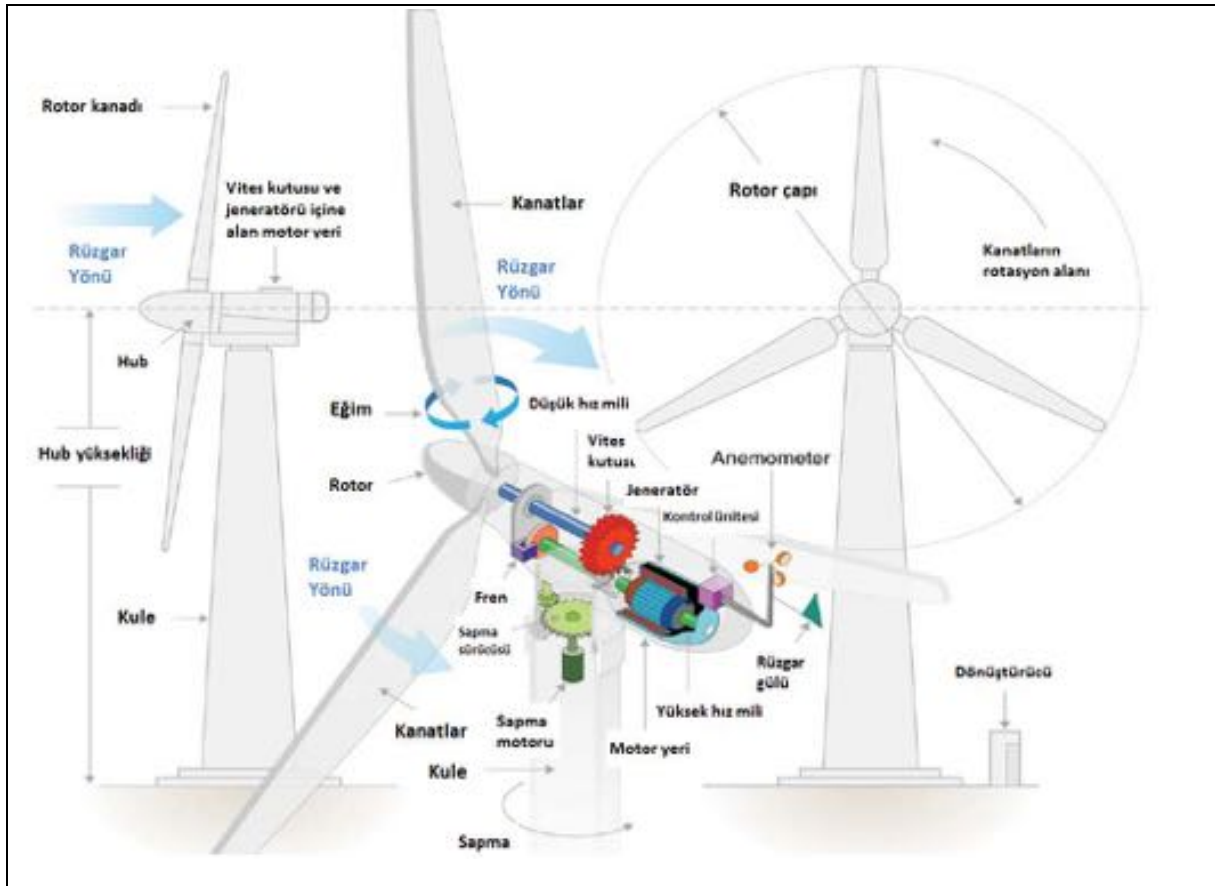 Rotor kanadı
Vites kutusu ve
jeneratörü içine
alan motor yeri
Rüzgar
Yönü
Hub
Hub yüksekliği
Kule
Kanatlar
Rüzgar
Yönü
Eğim
Düşük hız mili
Vites
kutusu
Rotor
Jeneratör
Kontrol ünitesi
Anemometer
Rüzgar
Yönü
Fren
Sapma
sürücüsü
Kanatlar
Sapma
motoru
Kule
Sapma
Motor yeri
Yüksek hız mili
Rüzgar
gülü
Rotor çapı
Kanatların
rotasyon alanı
Dönüştürücü